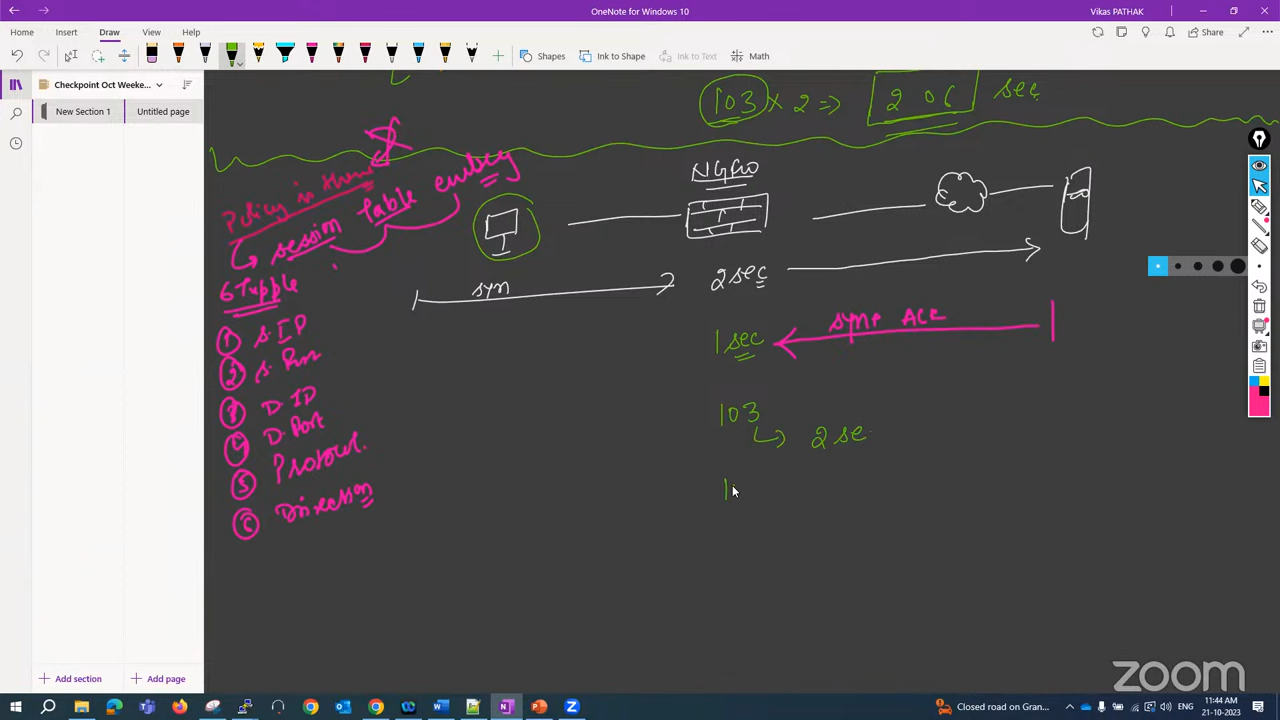 OneNote for Windows 10
Vikas PATHAK
Home Insert Draw View Help
Share
Shapes Ink to Shape Ink to Text Math
Checkpoint Oct Weeke...
New Section 1 Untitled page
103 x 2 => 206 sec
Policy in there
session Table entry
6 Tupple
① S. IP
② S. Port
③ D. ID
④ D. Port
⑤ Protocol.
⑥ Direction
NGFW
syn
2 sec
1 sec
SYN+ ACK
103
2 se
1
Add section Add page
zoom
Closed road on Gran...
ENG
11:44 AM
21-10-2023